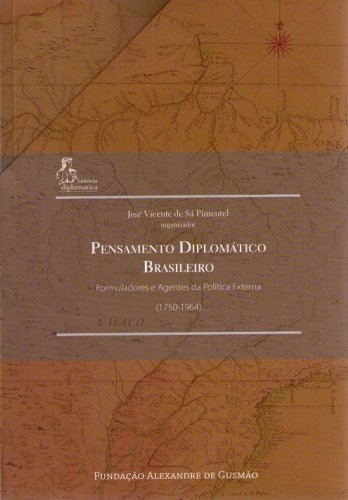 história
diplomática
José Vicente de Sá Pimentel
organizador
PENSAMENTO DIPLOMÁTICO
BRASILEIRO
Formuladores e Agentes da Política Externa
(1750-1964)
CHACO
FUNDAÇÃO ALEXANDRE DE GUSMÃO